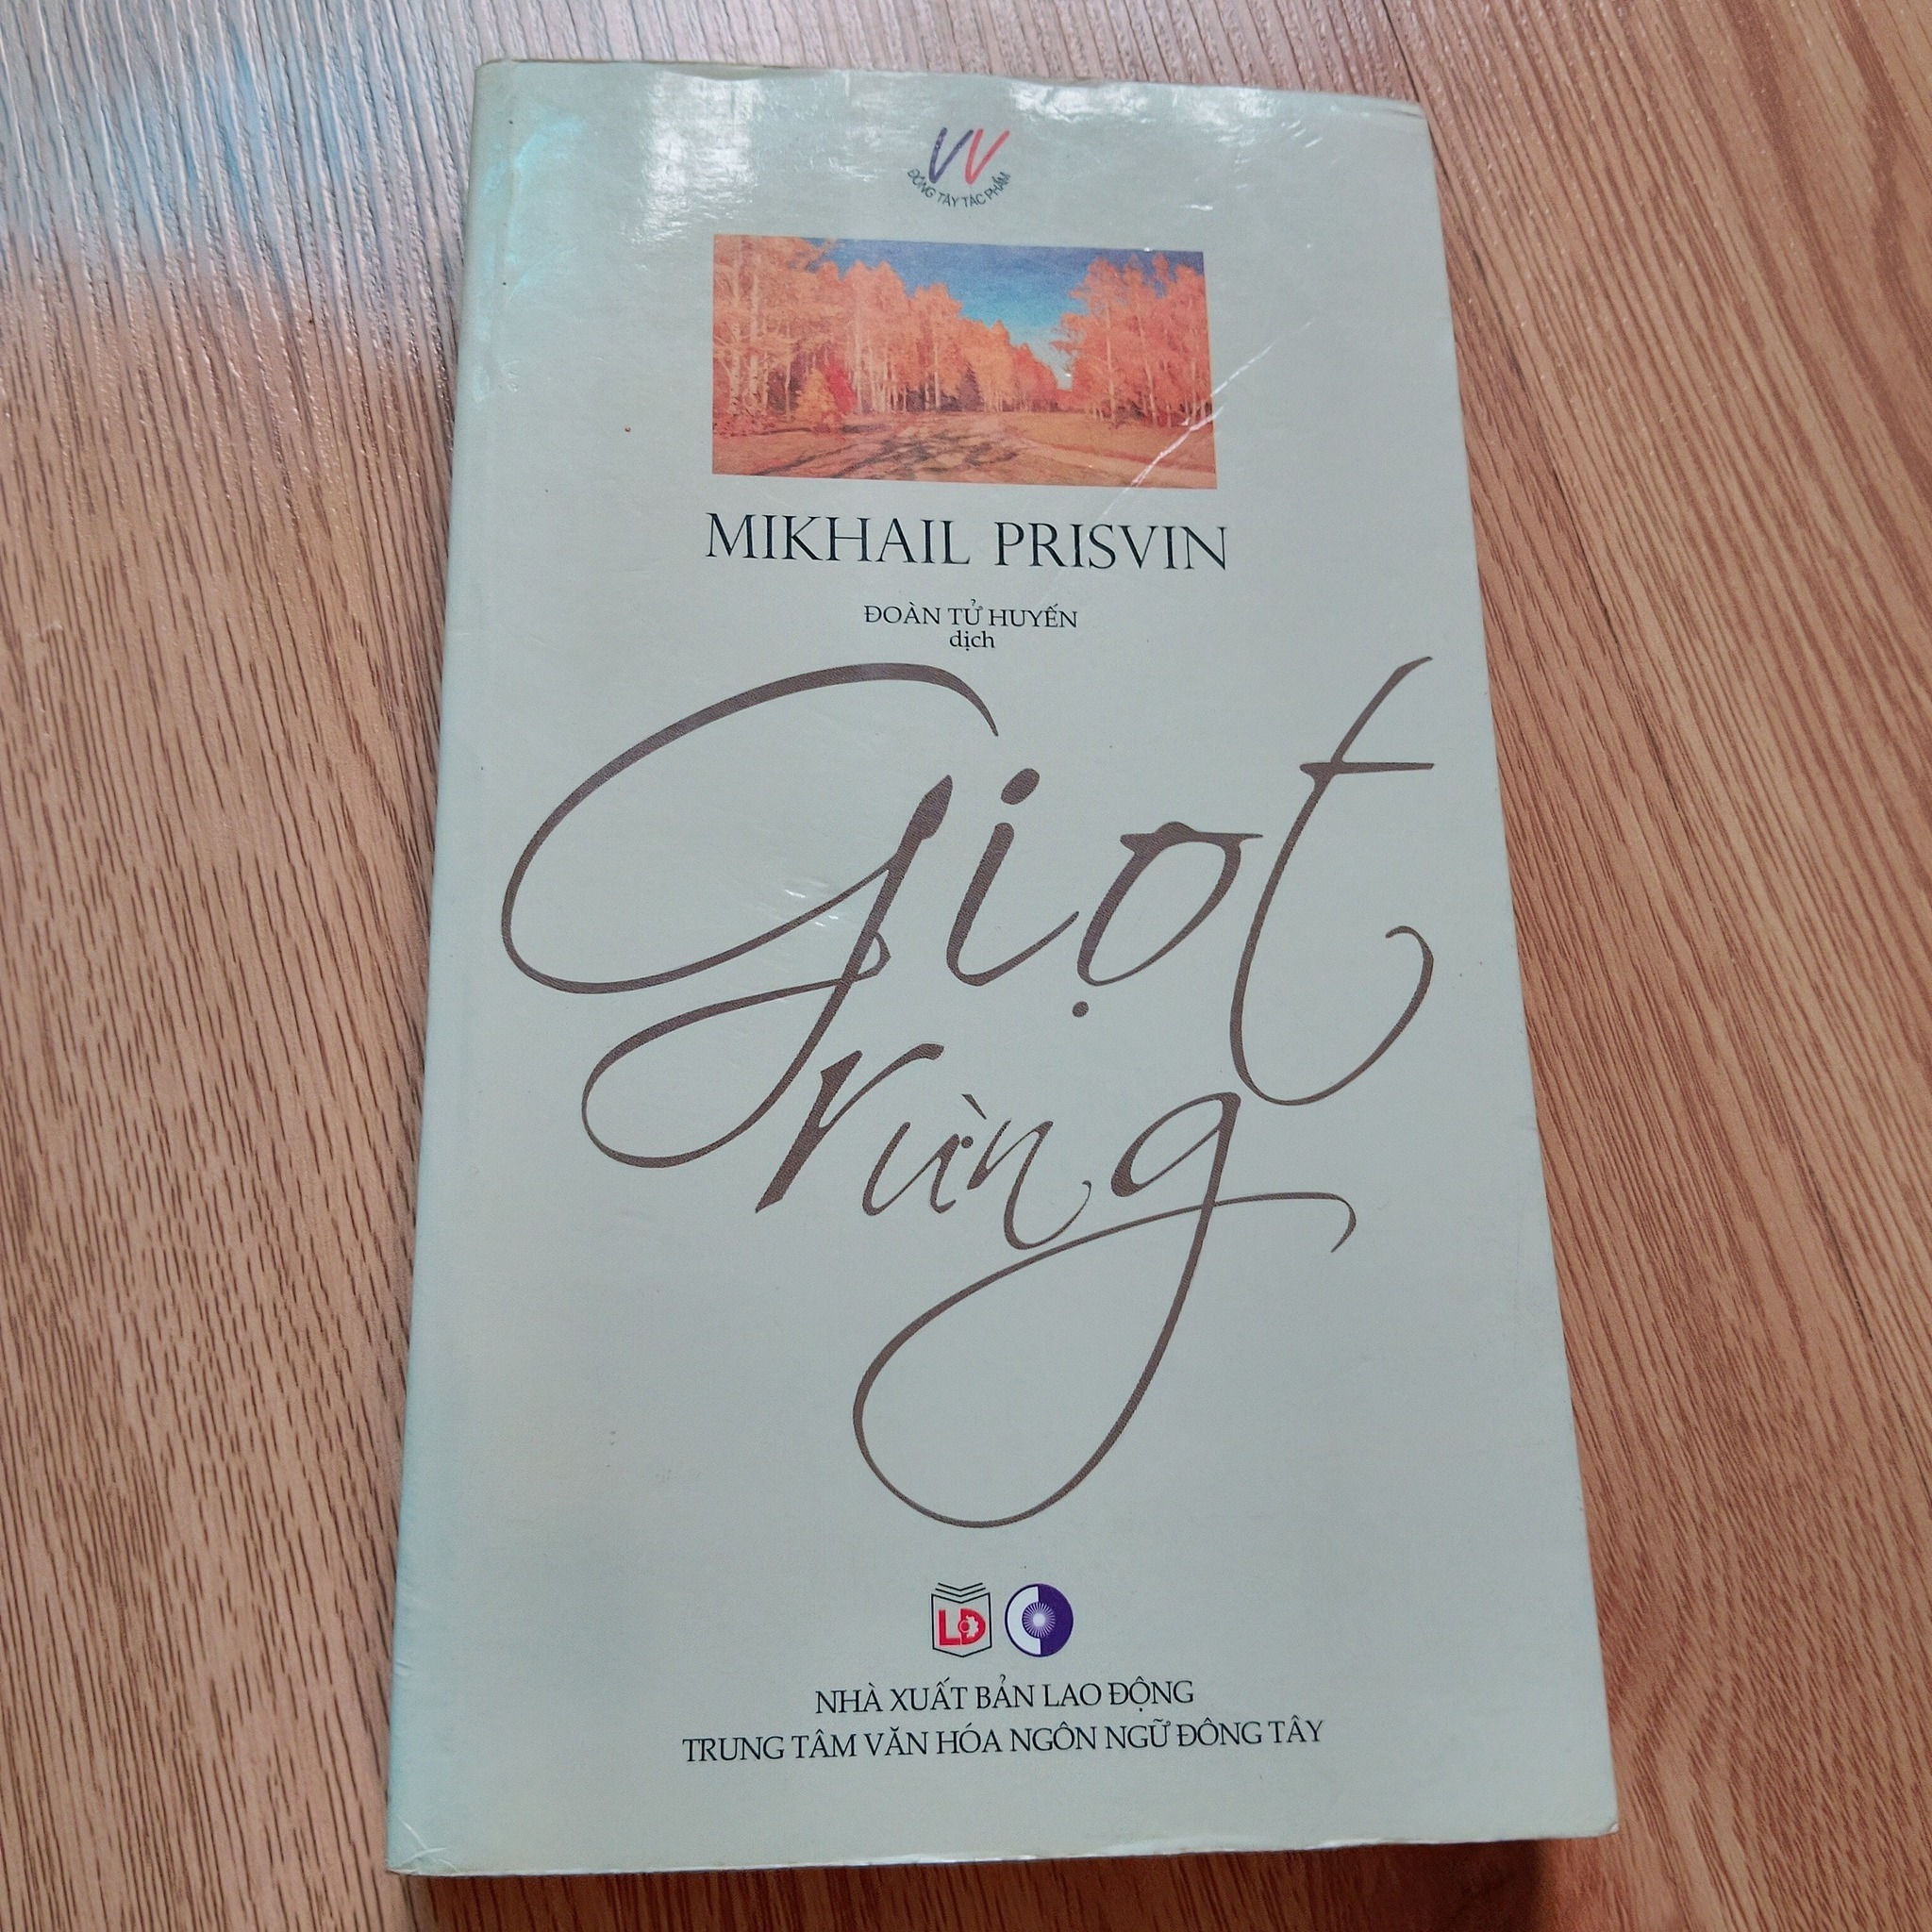 ĐÔNG TÂY TÁC PHẨM
MIKHAIL PRISVIN
ĐOÀN TỬ HUYẾN
dịch
Giọt
rừng
LĐ
NHÀ XUẤT BẢN LAO ĐỘNG
TRUNG TÂM VĂN HÓA NGÔN NGỮ ĐÔNG TÂY